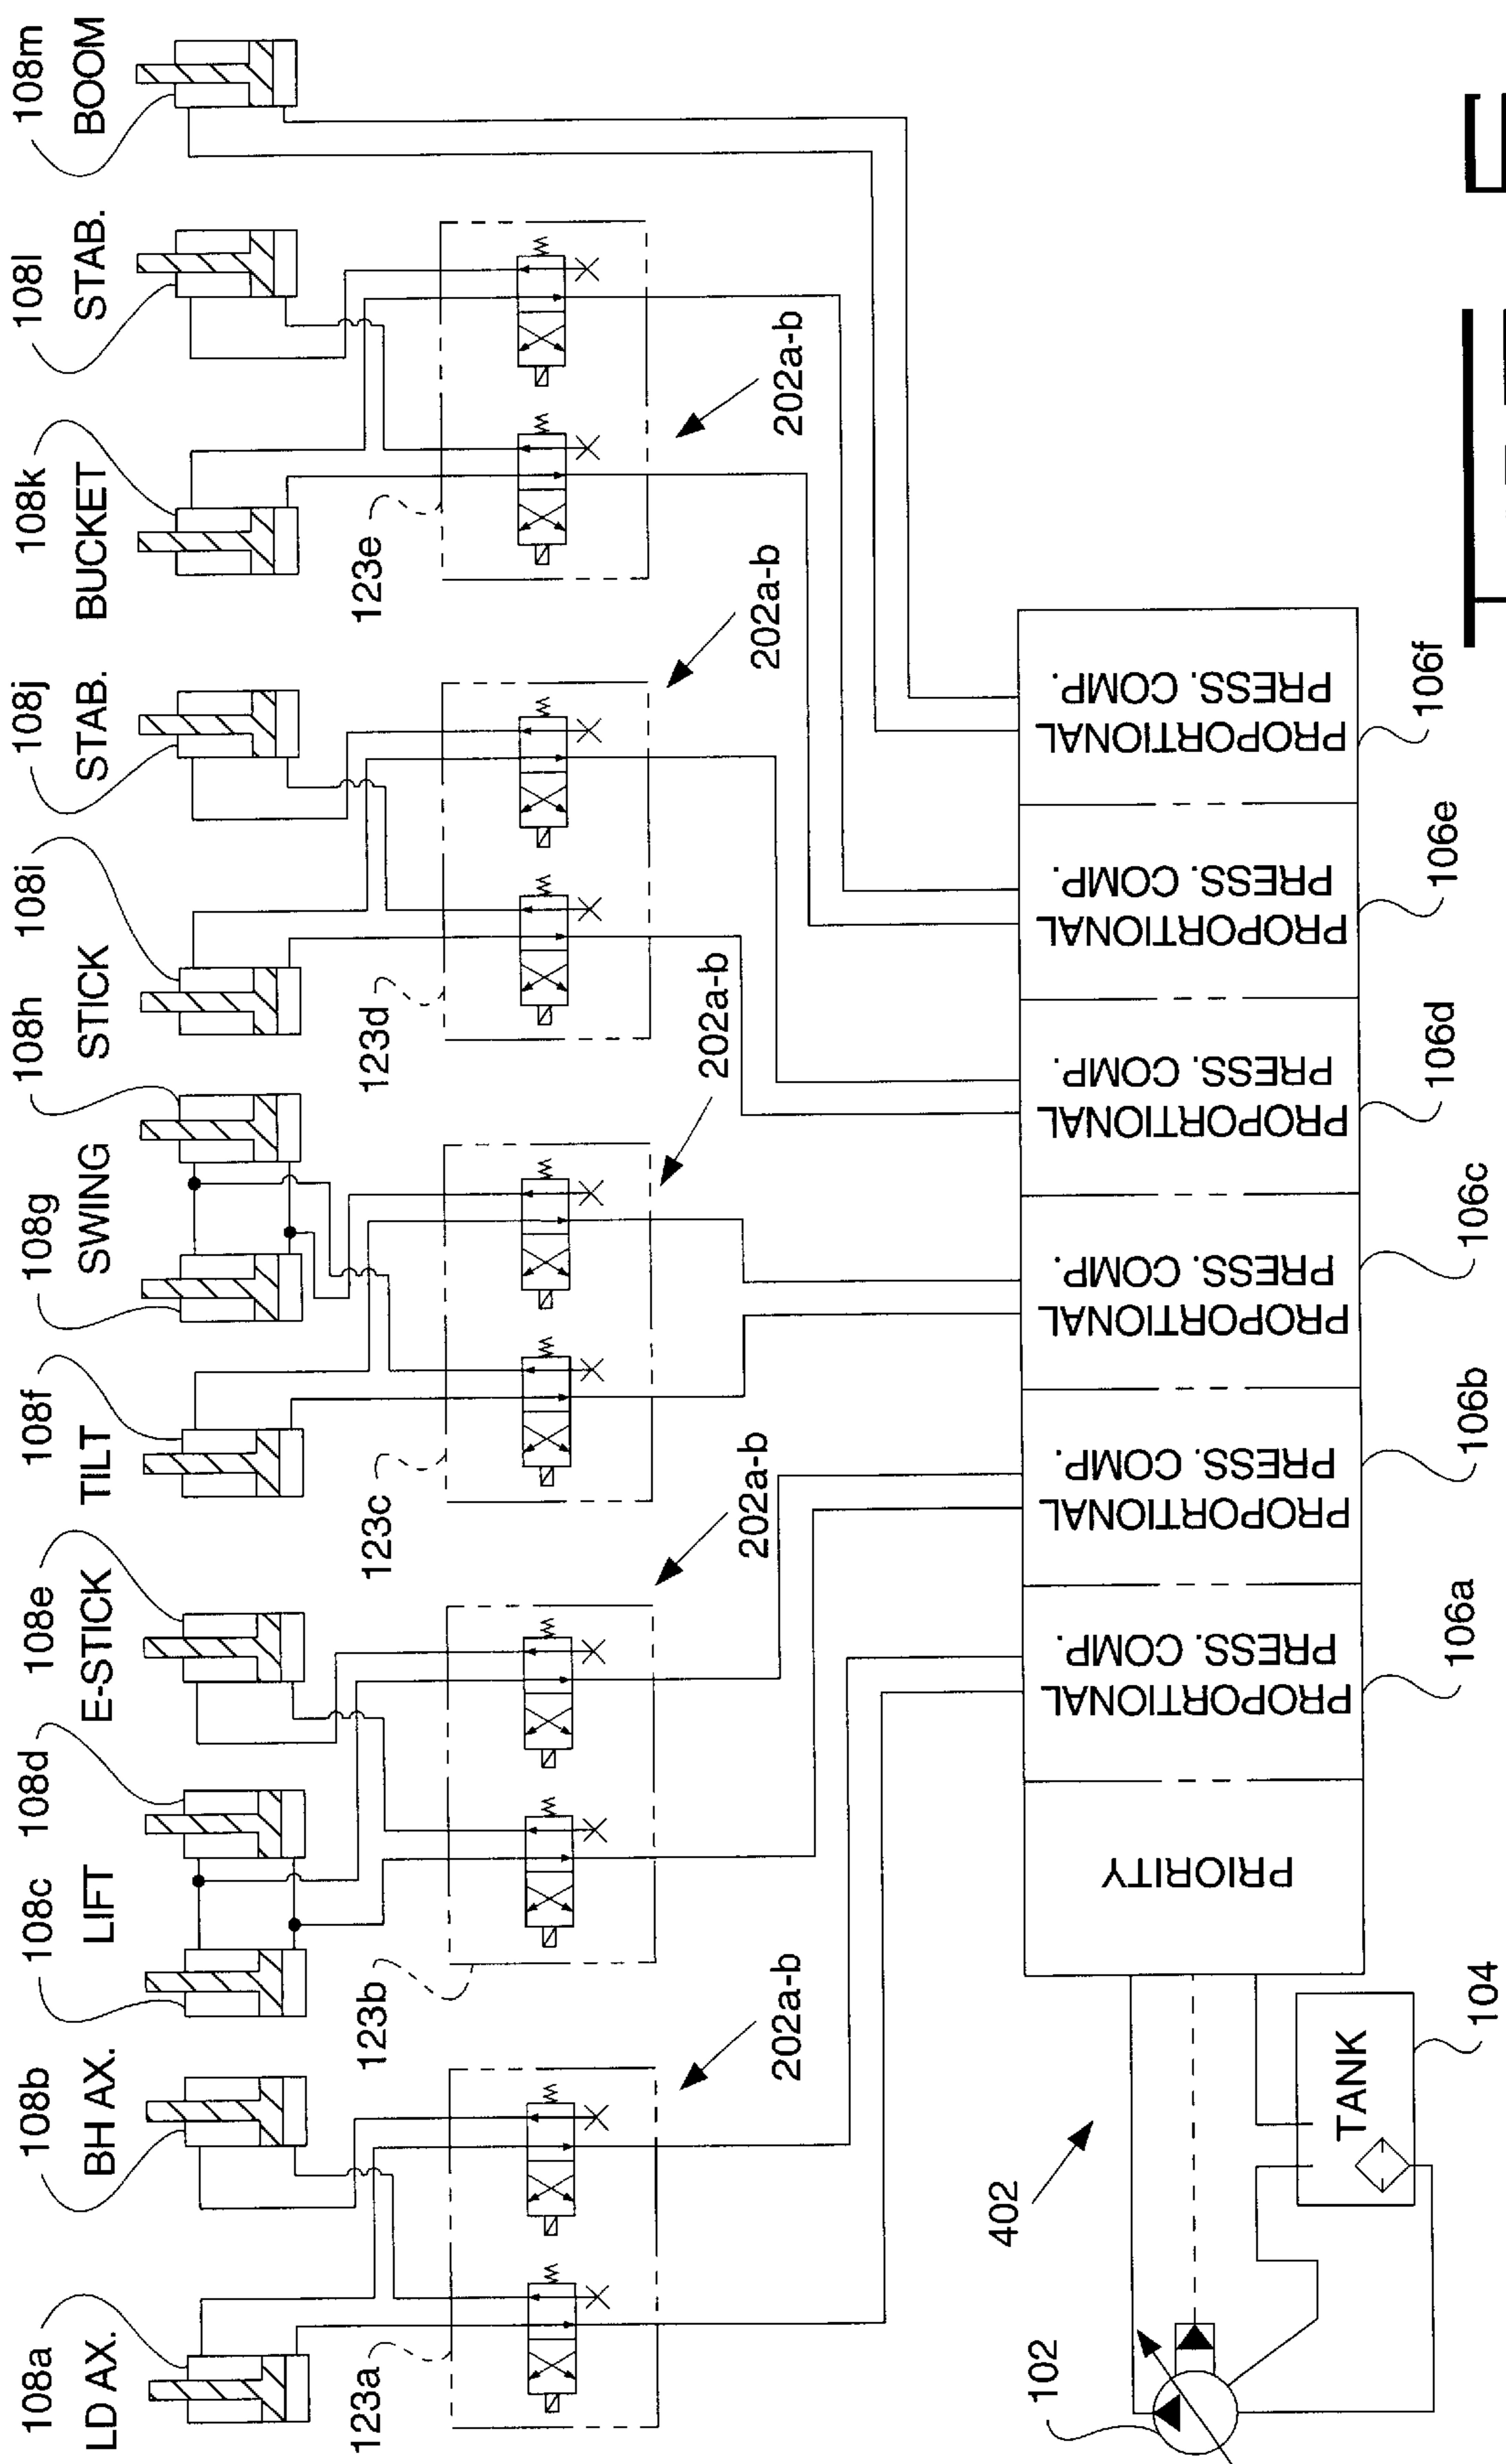 108a
LD AX.
108b
BH AX.
108c
108d
LIFT
108e
E-STICK
108f
TILT
108g
108h
SWING
108i
STICK
108j
STAB.
108k
BUCKET
108l
STAB.
108m
BOOM
123a
123b
123c
123d
123e
202a-b
202a-b
202a-b
202a-b
202a-b
402
102
TANK
104
PRIORITY
PROPORTIONAL
PRESS. COMP.
106a
PROPORTIONAL
PRESS. COMP.
106b
PROPORTIONAL
PRESS. COMP.
106c
PROPORTIONAL
PRESS. COMP.
106d
PROPORTIONAL
PRESS. COMP.
106e
PROPORTIONAL
PRESS. COMP.
106f